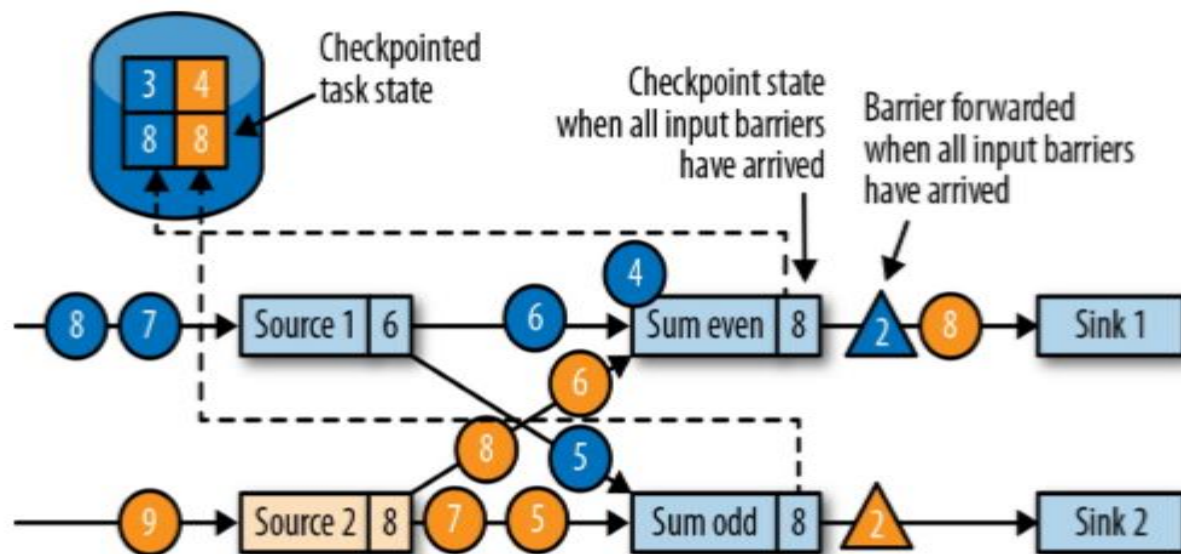 Checkpointed
task state
3 4
8 8
Checkpoint state
when all input barriers
have arrived
Barrier forwarded
when all input barriers
have arrived
4
8 7 Source 1 6 6 Sum even 8 2 8 Sink 1
6
8 5
9 Source 2 8 7 5 Sum odd 8 2 Sink 2